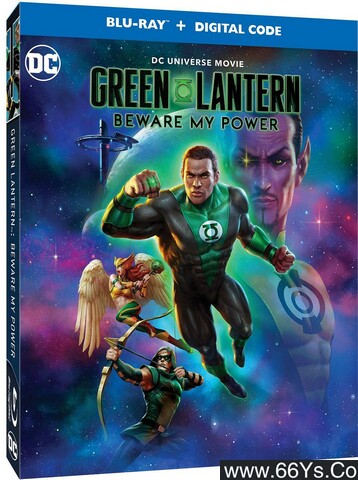 BLU-RAY + DIGITAL CODE
DC
DC UNIVERSE MOVIE
GREEN LANTERN
BEWARE MY POWER
GREEN LANTERN: BEWARE MY POWER
DC
www.66Ys.Co